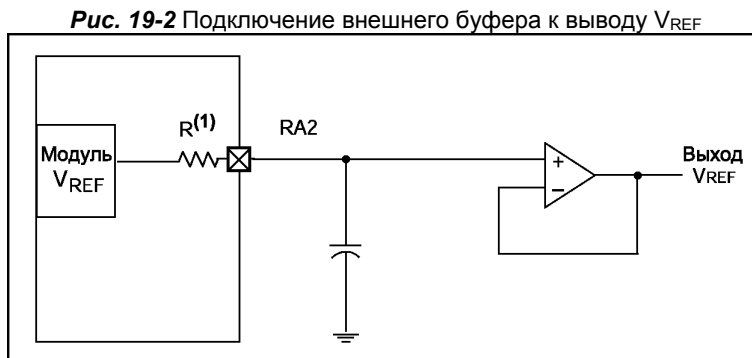 Рис. 19-2 Подключение внешнего буфера к выводу VREF
R(1)
RA2
Модуль
VREF
+
−
Выход
VREF